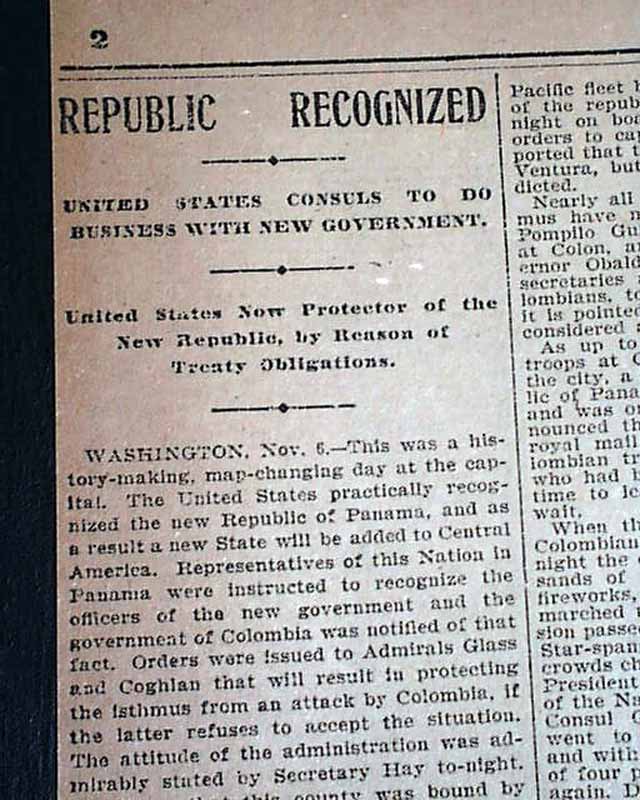 2
REPUBLIC RECOGNIZED
UNITED STATES CONSULS TO DO
BUSINESS WITH NEW GOVERNMENT.
United States Now Protector of the
New Republic, by Reason of
Treaty Obligations.
WASHINGTON, Nov. 6.—This was a his-
tory-making, map-changing day at the cap-
ital. The United States practically recog-
nized the new Republic of Panama, and as
a result a new State will be added to Central
America. Representatives of this Nation in
Panama were instructed to recognize the
officers of the new government and the
government of Colombia was notified of that
fact. Orders were issued to Admirals Glass
and Coghlan that will result in protecting
the isthmus from an attack by Colombia, if
the latter refuses to accept the situation.
The attitude of the administration was ad-
mirably stated by Secretary Hay to-night.
that this county was bound by
Pacific fleet
of the repub
night on boa
orders to ca
ported that t
Ventura, but
dicted.
Nearly all
mus have
Pompilo Gu
at Colon, a
ernor Obald
secretaries
lombians, t
it is pointed
considered
As up to
troops at C
the city, a
lic of Pana
and was o
nounced th
royal mail
lombian tr
who had b
time to le
wait.
When th
Colombian
night the
sands of
fireworks,
marched
sion passe
Star-span
crowds ch
President
of the Na
Consul
went to
and with
of four p
again.